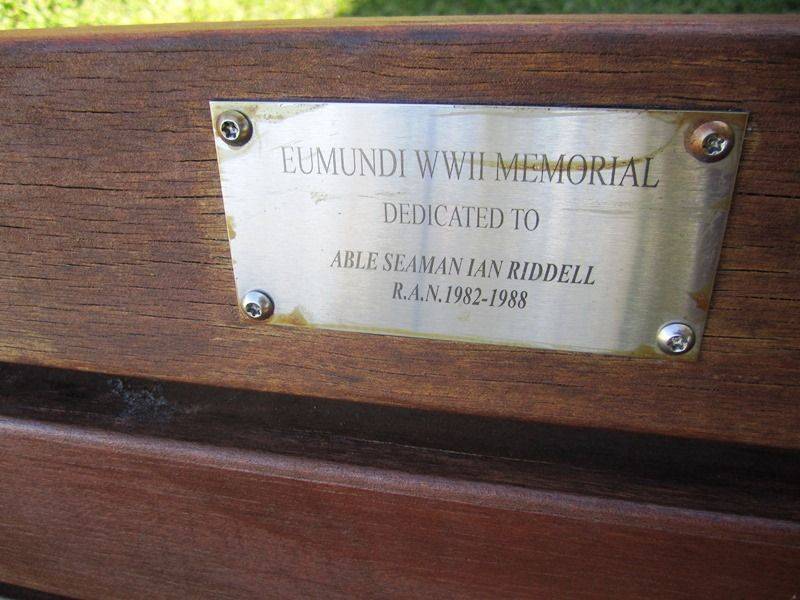 EUMUNDI WWII MEMORIAL
DEDICATED TO
ABLE SEAMAN IAN RIDDELL
R.A.N.1982-1988